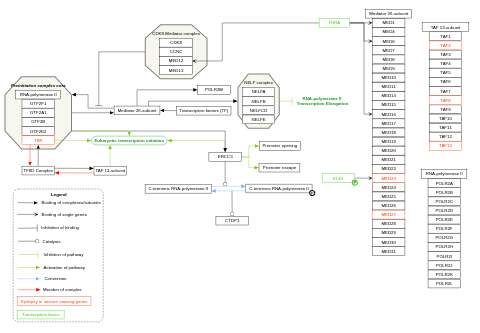 CDK8-Mediator complex
CDK8
CCNC
MED12
MED13
THRA
Mediator 26-subunit
MED1
MED4
MED6
MED7
MED8
MED9
MED10
MED11
MED14
MED15
MED16
MED17
MED18
MED19
MED20
MED21
MED22
MED23
MED24
MED25
MED26
MED27
MED28
MED29
MED30
MED31
TAF 13-subunit
TAF1
TAF2
TAF3
TAF4
TAF5
TAF6
TAF7
TAF8
TAF9
TAF10
TAF11
TAF12
TAF13
Preinitiation complex core
RNA-polymerase II
GTF2F1
GTF2A1
GTF2B
GTF2E2
TBP
NELF complex
NELFA
NELFB
NELFCD
NELFE
POLR2M
Mediator 26-subunit
Transcription factors (TF)
RNA-polymerase II
Transcription Elongation
Eukaryotic transcription initiation
ERCC3
Promoter opening
Promoter escape
TFIID Complex
TAF 13-subunit
C-terminus RNA-polymerase II
C-terminus RNA-polymerase II
CTDP1
ELK1
RNA-polymerase II
POLR2A
POLR2B
POLR2C
POLR2D
POLR2E
POLR2F
POLR2G
POLR2H
POLR2I
POLR2J
POLR2K
POLR2L
Legend
Binding of complexes/subunits
Binding of single genes
Inhibition of binding
Catalysis
Inhibition of pathway
Activation of pathway
Conversion
Member of complex
Epilepsy or seizure causing genes
Transcription factor